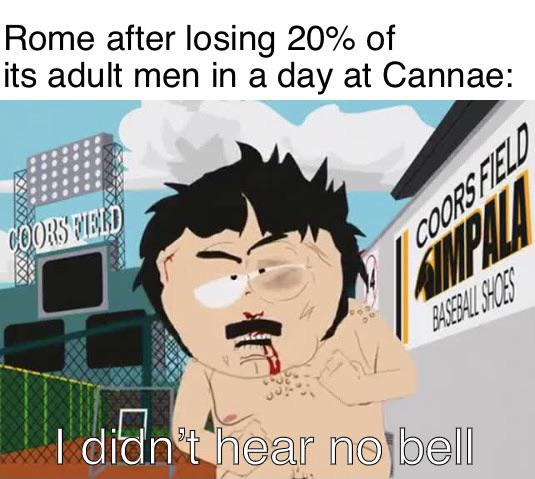 Rome after losing 20% of
its adult men in a day at Cannae:
COORS FIELD
COORS FIELD
IMPALA
BASEBALL SHOES
I didn't hear no bell